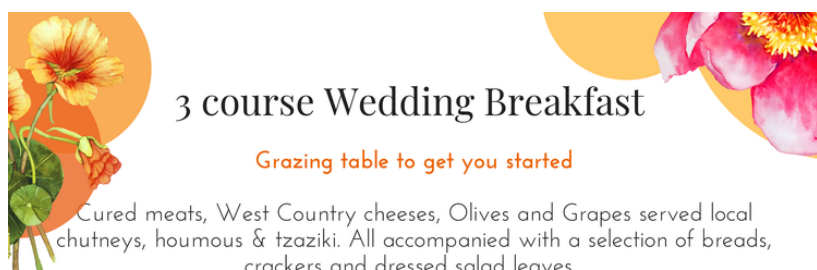 3 course Wedding Breakfast
Grazing table to get you started
Cured meats, West Country cheeses, Olives and Grapes served local
chutneys, houmous & tzaziki. All accompanied with a selection of breads,
crackers and dressed salad leaves